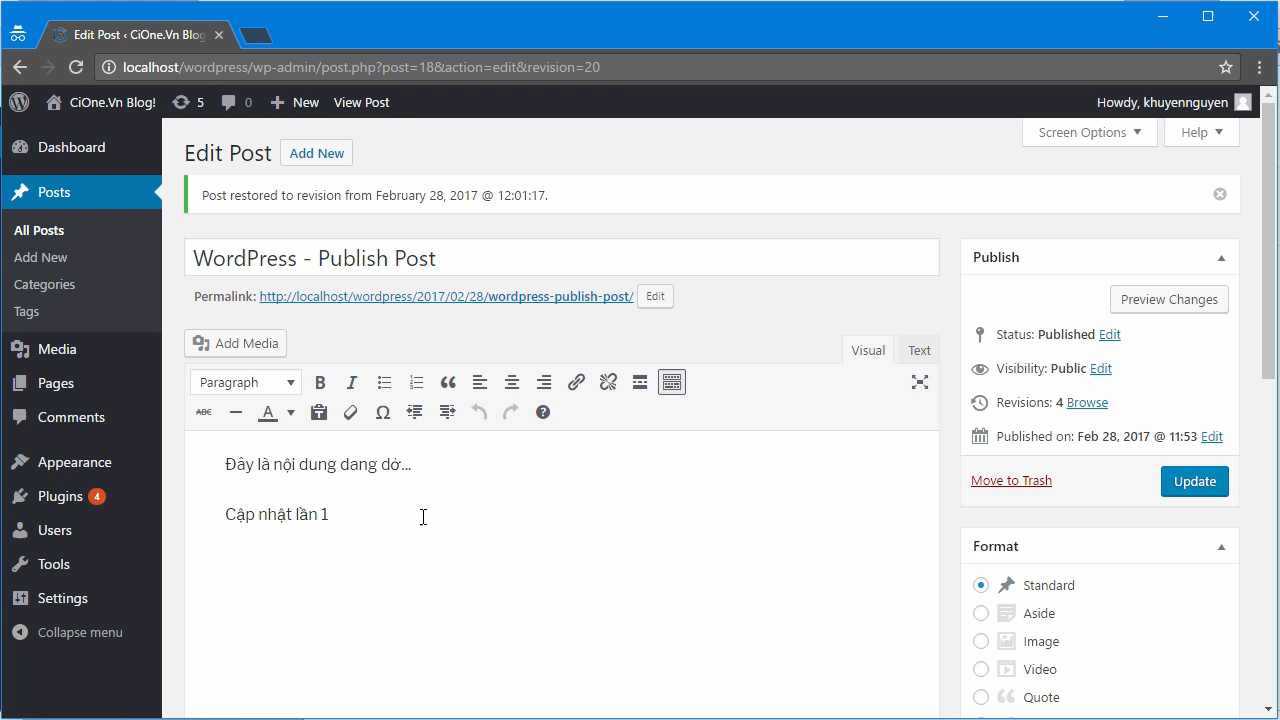 Edit Post ‹ CiOne.Vn Blog
localhost/wordpress/wp-admin/post.php?post=18&action=edit&revision=20
CiOne.Vn Blog! 5 0 New View Post Howdy, khuyennguyen
Screen Options Help
Dashboard
Posts
All Posts
Add New
Categories
Tags
Media
Pages
Comments
Appearance
Plugins 4
Users
Tools
Settings
Collapse menu
Edit Post Add New
Post restored to revision from February 28, 2017 @ 12:01:17.
WordPress - Publish Post
Permalink: http://localhost/wordpress/2017/02/28/wordpress-publish-post/ Edit
Add Media
Visual Text
Paragraph B I
ABC A
Đây là nội dung dang dở...
Cập nhật lần 1
Publish
Preview Changes
Status: Published Edit
Visibility: Public Edit
Revisions: 4 Browse
Published on: Feb 28, 2017 @ 11:53 Edit
Move to Trash Update
Format
Standard
Aside
Image
Video
Quote